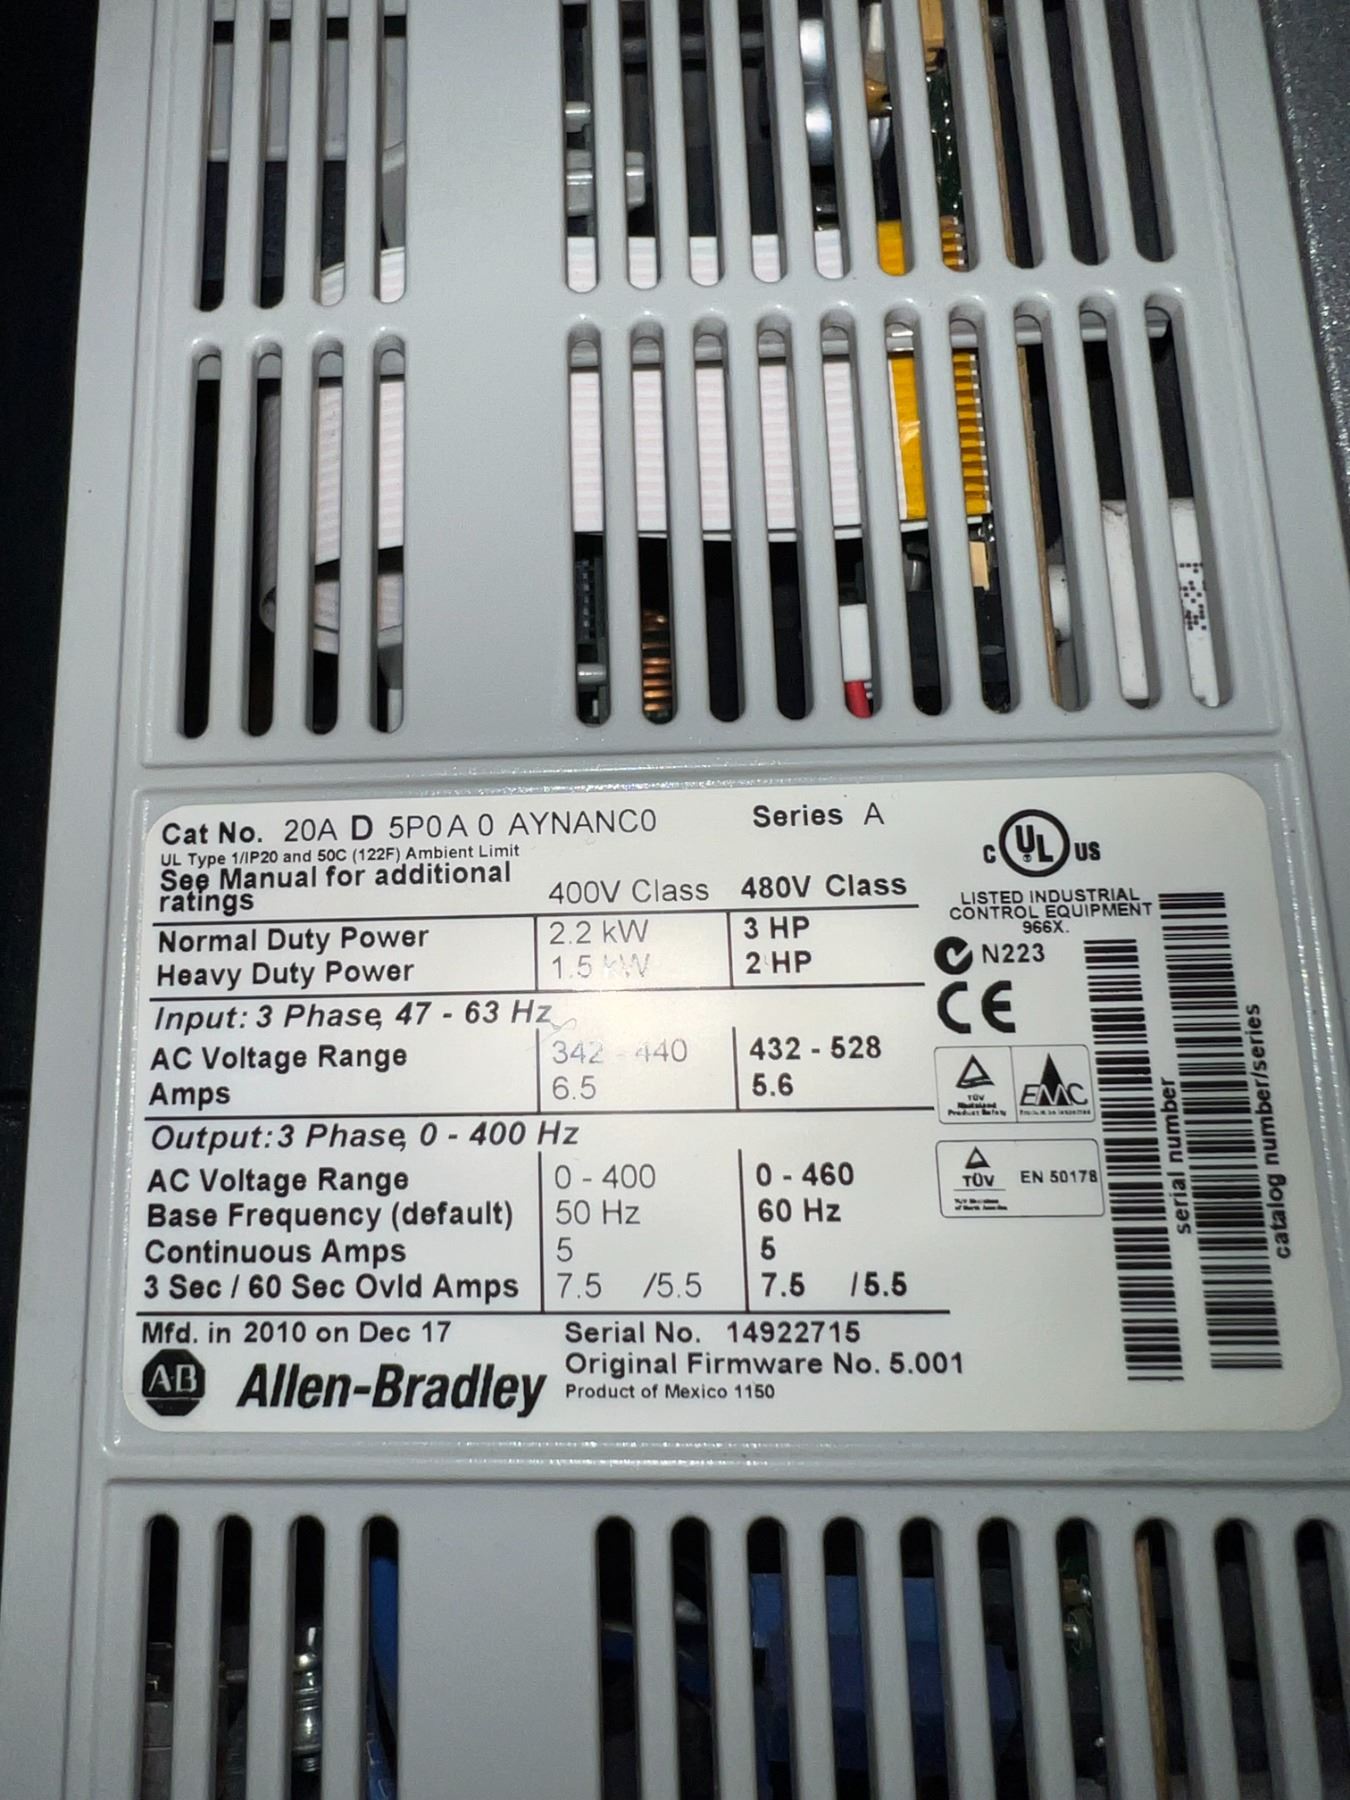 Cat No. 20A D 5P0A 0 AYNANC0 Series A
UL Type 1/IP20 and 50C (122F) Ambient Limit
See Manual for additional
ratings
400V Class 480V Class
Normal Duty Power 2.2 kW 3 HP
Heavy Duty Power 1.5 kW 2 HP
Input: 3 Phase, 47 - 63 Hz
AC Voltage Range 342 - 440 432 - 528
Amps 6.5 5.6
Output: 3 Phase, 0 - 400 Hz
AC Voltage Range 0 - 400 0 - 460
Base Frequency (default) 50 Hz 60 Hz
Continuous Amps 5 5
3 Sec / 60 Sec Ovld Amps 7.5 /5.5 7.5 /5.5
Mfd. in 2010 on Dec 17 Serial No. 14922715
Original Firmware No. 5.001
AB Allen-Bradley Product of Mexico 1150
C UL US
LISTED INDUSTRIAL
CONTROL EQUIPMENT
966X.
N223
CE
TÜV
Product Safety
EMC
TÜV EN 50178
of North America
serial number
catalog number/series